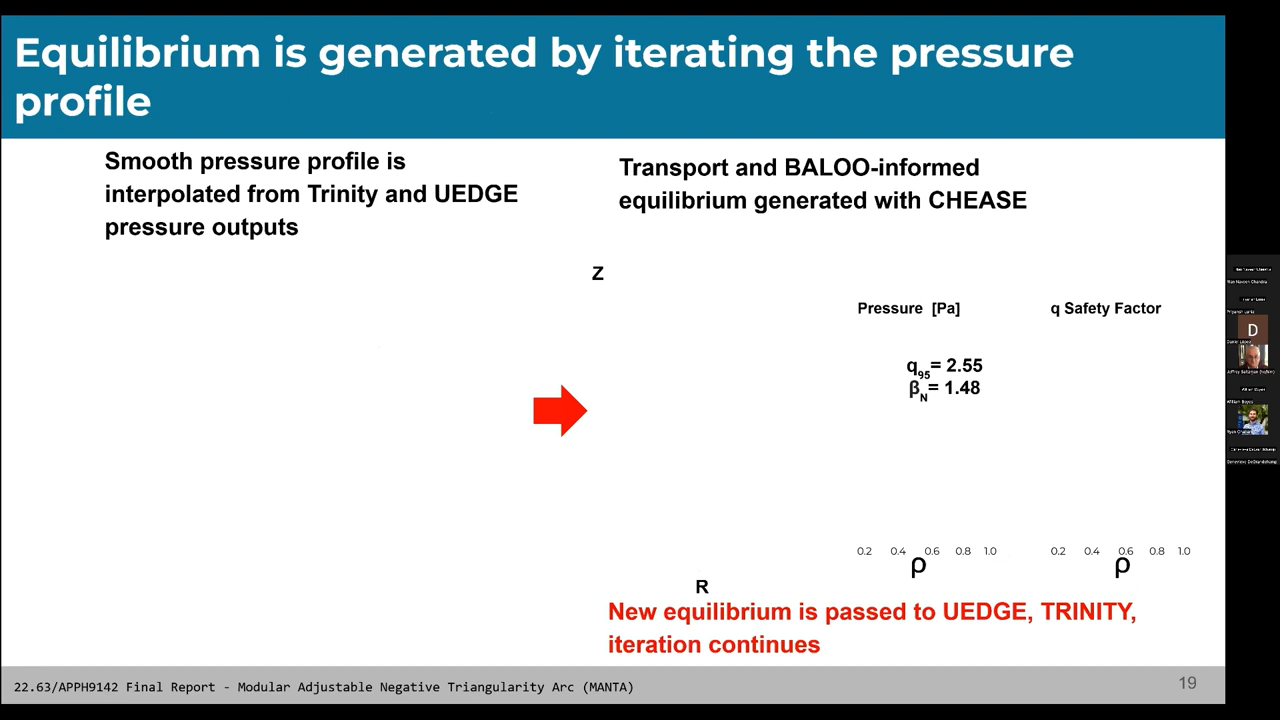 Equilibrium is generated by iterating the pressure
profile
Smooth pressure profile is
interpolated from Trinity and UEDGE
pressure outputs
Transport and BALOO-informed
equilibrium generated with CHEASE
Z
Pressure [Pa]
q Safety Factor
q95= 2.55
βN= 1.48
0.2 0.4 0.6 0.8 1.0
0.2 0.4 0.6 0.8 1.0
ρ
ρ
R
New equilibrium is passed to UEDGE, TRINITY,
iteration continues
22.63/APPH9142 Final Report - Modular Adjustable Negative Triangularity Arc (MANTA)
19
D